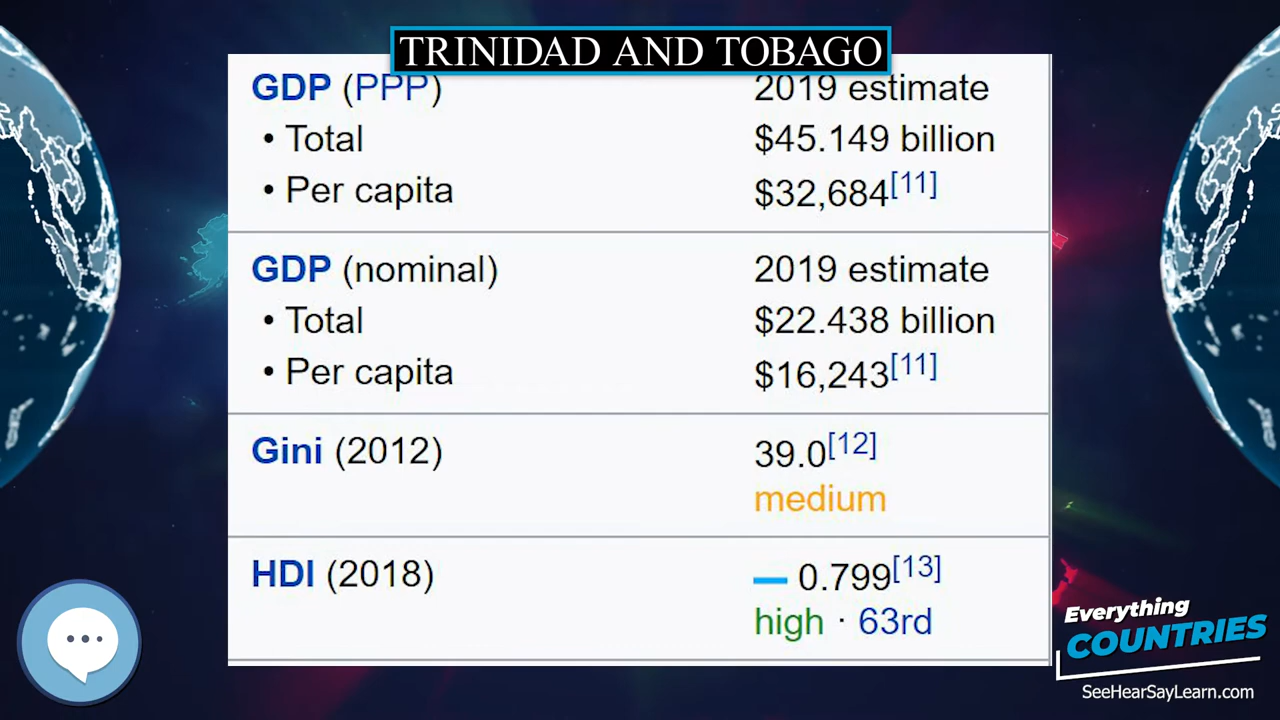 TRINIDAD AND TOBAGO
GDP (PPP) 2019 estimate
• Total $45.149 billion
• Per capita $32,684[11]
GDP (nominal) 2019 estimate
• Total $22.438 billion
• Per capita $16,243[11]
Gini (2012) 39.0[12]
medium
HDI (2018) 0.799[13]
high · 63rd
Everything
COUNTRIES
SeeHearSayLearn.com